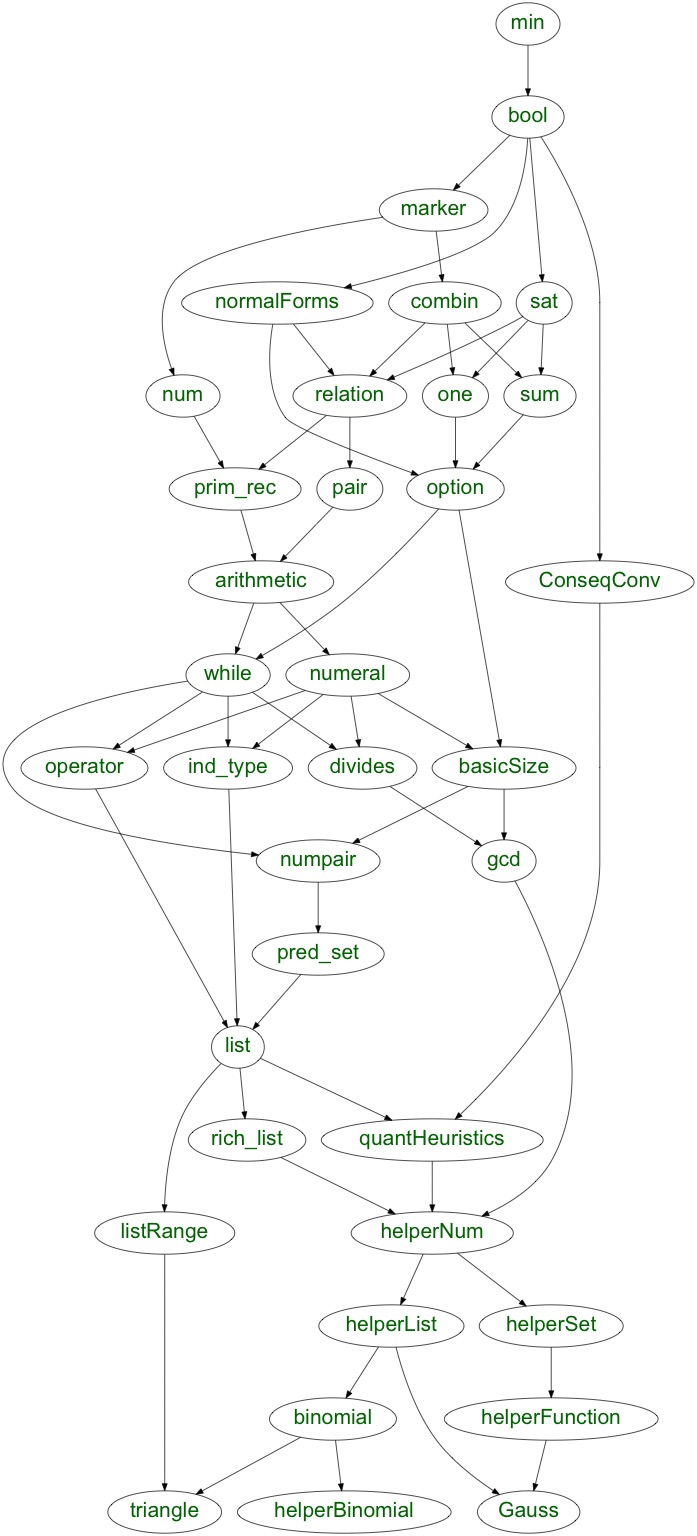 min
bool
marker
normalForms
combin
sat
num
relation
one
sum
prim_rec
pair
option
arithmetic
ConseqConv
while
numeral
operator
ind_type
divides
basicSize
numpair
gcd
pred_set
list
rich_list
quantHeuristics
listRange
helperNum
helperList
helperSet
binomial
helperFunction
triangle
helperBinomial
Gauss